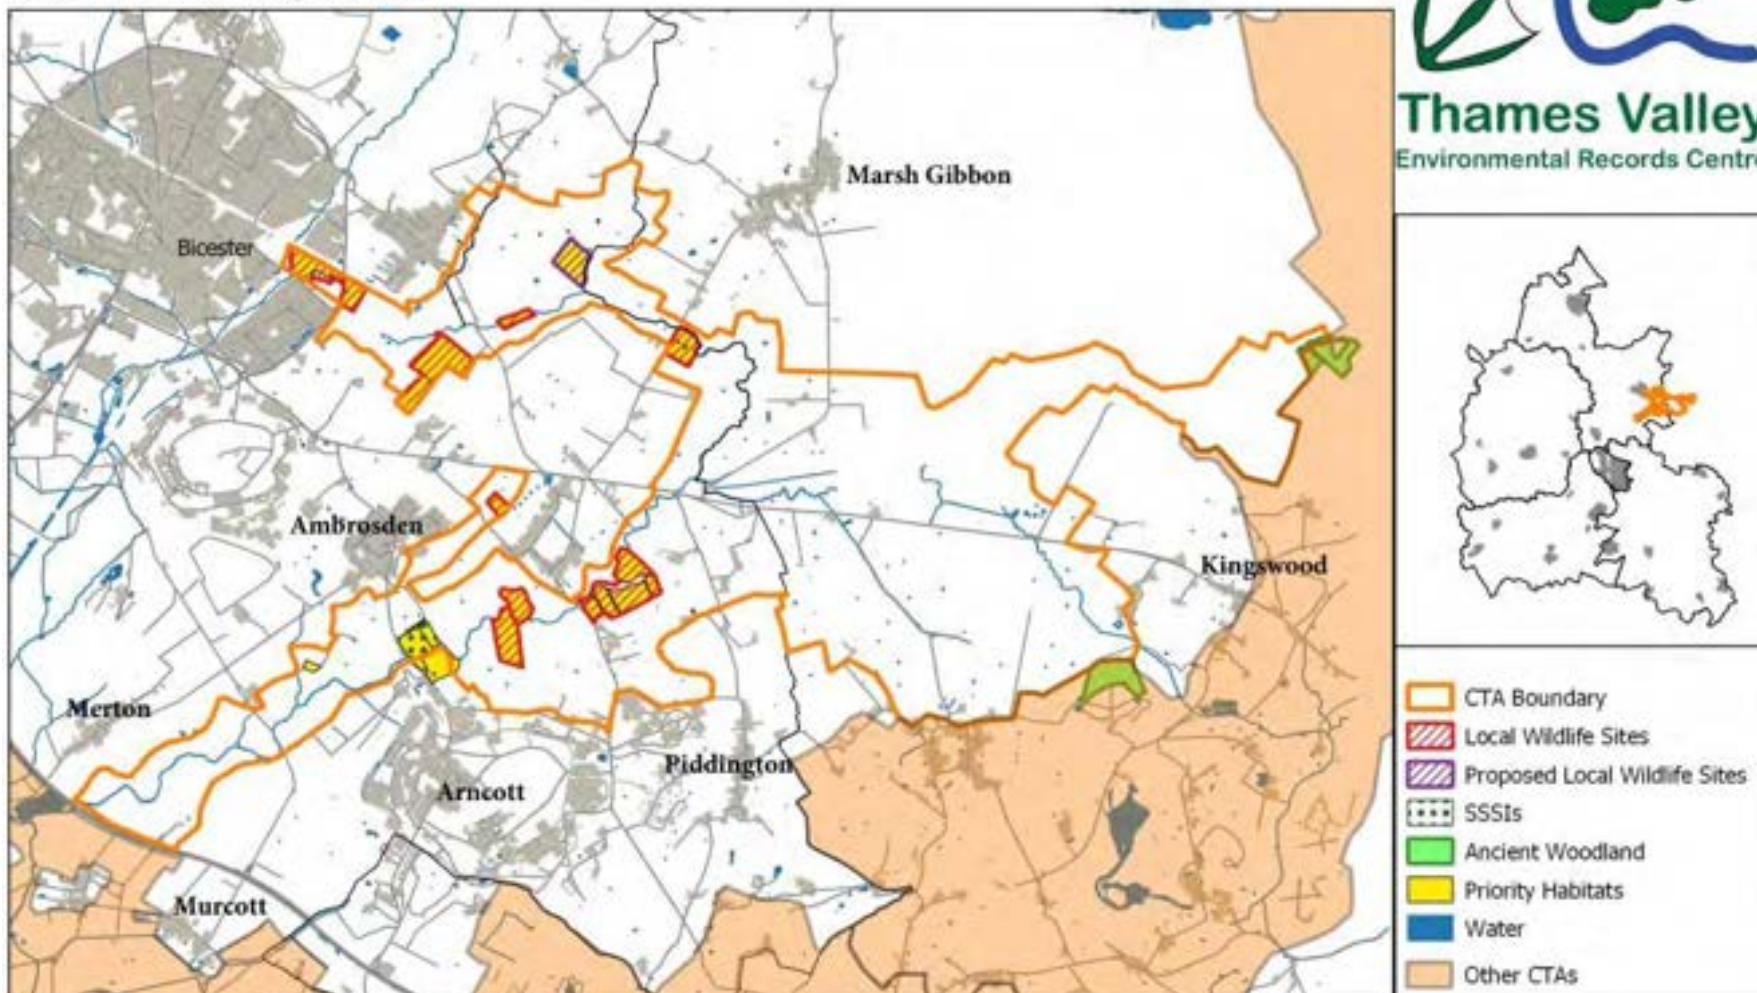 Thames Valley
Environmental Records Centre
Marsh Gibbon
Bicester
Ambrosden
Kingswood
Merton
Piddington
Arncott
Murcott
CTA Boundary
Local Wildlife Sites
Proposed Local Wildlife Sites
SSSIs
Ancient Woodland
Priority Habitats
Water
Other CTAs